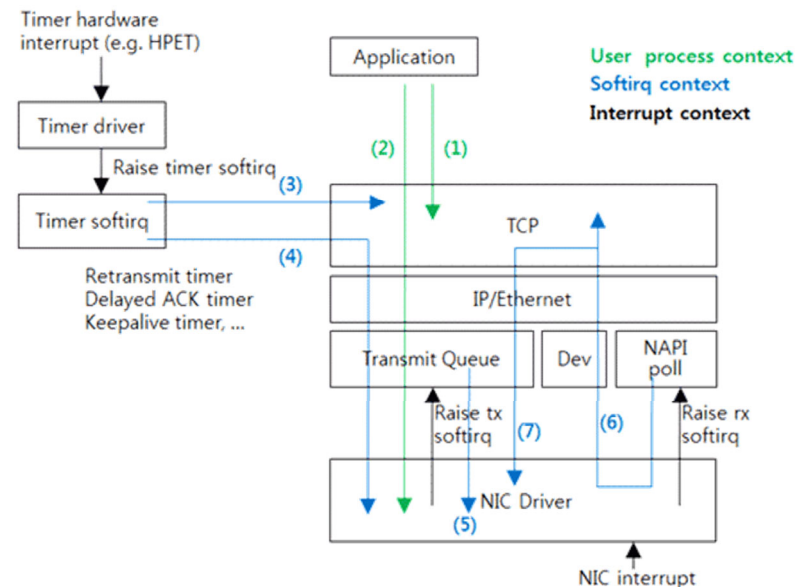 Timer hardware
interrupt (e.g. HPET)
Application
User process context
Softirq context
Interrupt context
Timer driver
(2)
(1)
Raise timer softirq
(3)
Timer softirq
TCP
(4)
Retransmit timer
Delayed ACK timer
Keepalive timer, ...
IP/Ethernet
Transmit Queue
Dev
NAPI
poll
Raise tx
softirq
(7)
(6)
Raise rx
softirq
NIC Driver
(5)
NIC interrupt